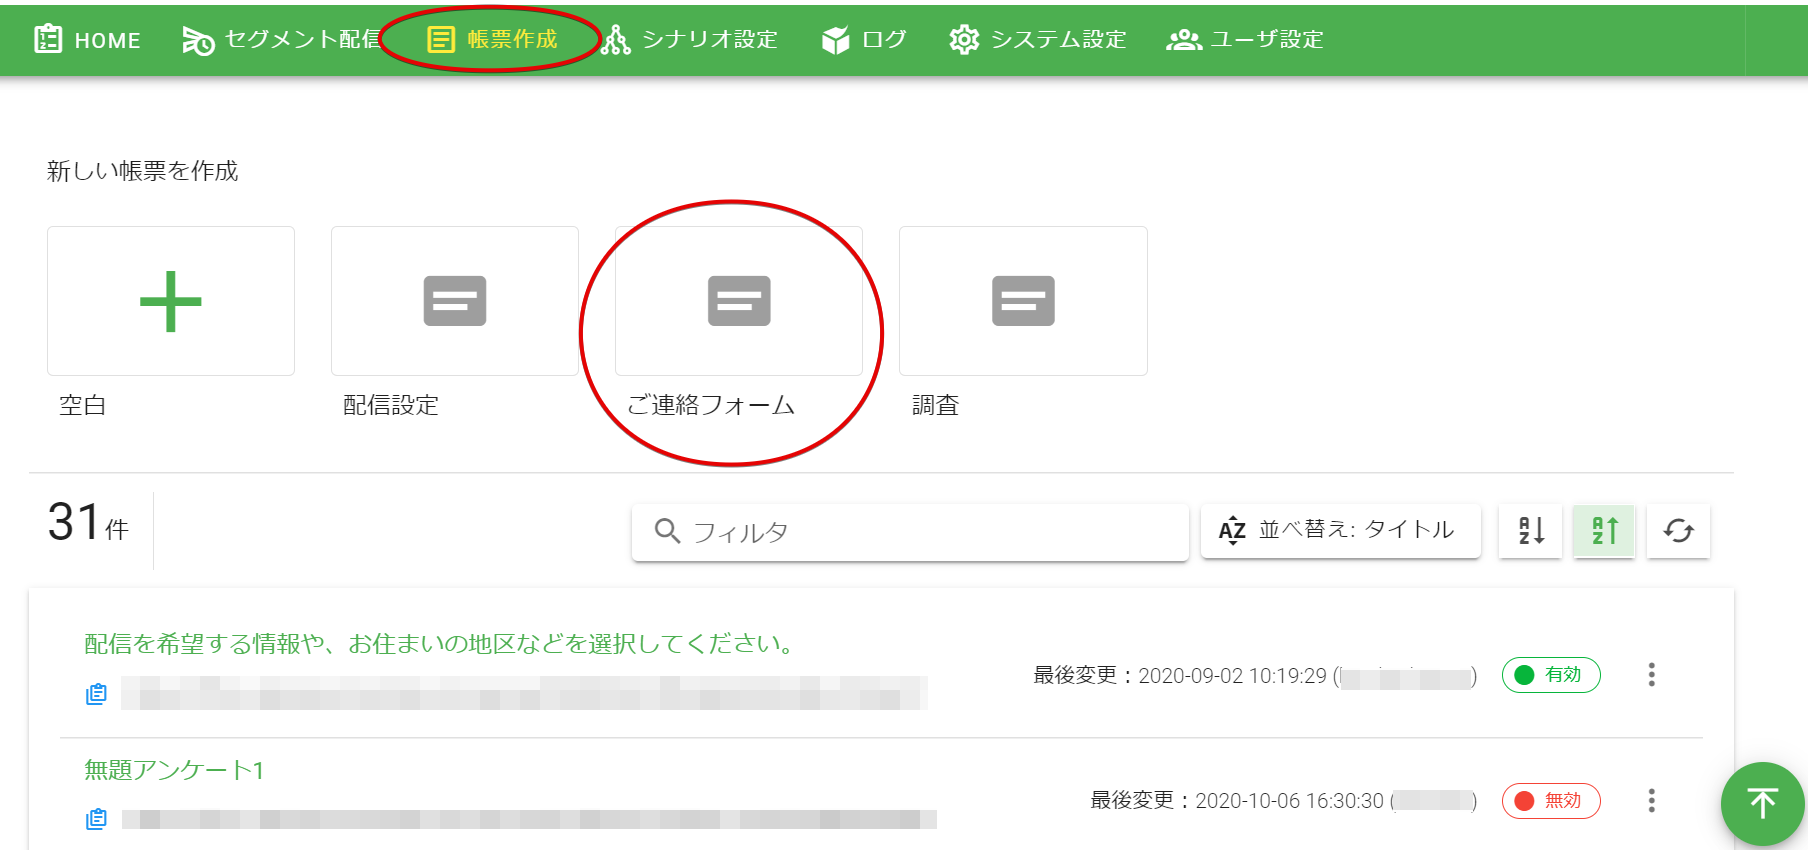 HOME セグメント配信 帳票作成 シナリオ設定 ログ システム設定 ユーザ設定
新しい帳票を作成
空白 配信設定 ご連絡フォーム 調査
31件 フィルタ AZ 並べ替え: タイトル AZ AZ
配信を希望する情報や、お住まいの地区などを選択してください。
最後変更：2020-09-02 10:19:29 ( ) 有効
無題アンケート1
最後変更：2020-10-06 16:30:30 ( ) 無効